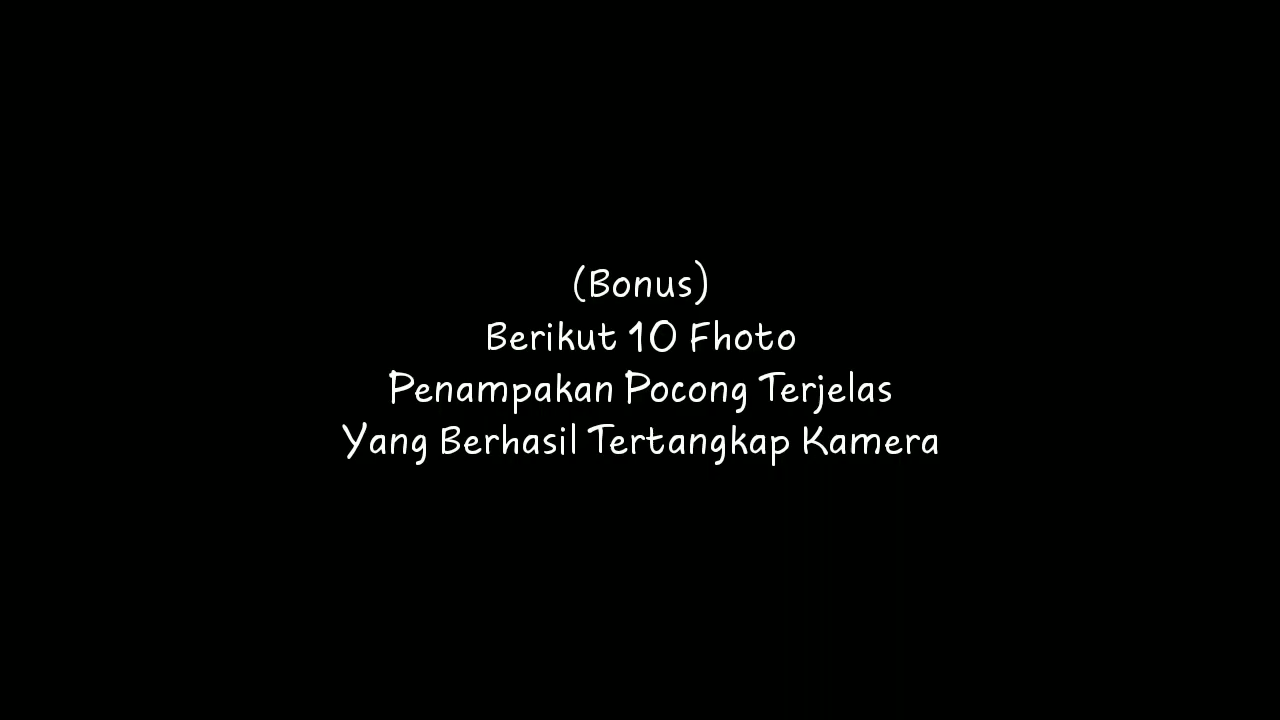 (Bonus)
Berikut 10 Fhoto
Penampakan Pocong Terjelas
Yang Berhasil Tertangkap Kamera